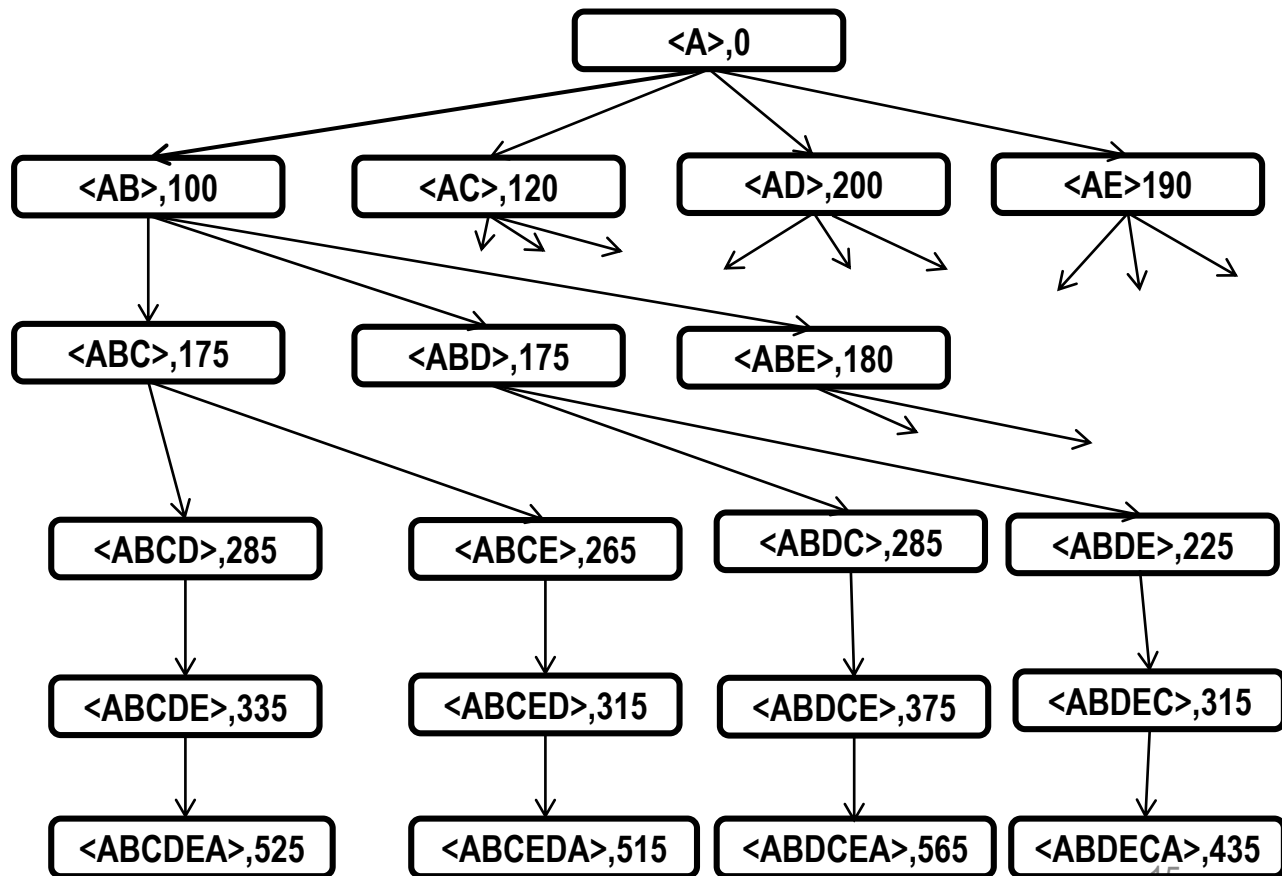 <A>,0
<AB>,100
<AC>,120
<AD>,200
<AE>190
<ABC>,175
<ABD>,175
<ABE>,180
<ABCD>,285
<ABCE>,265
<ABDC>,285
<ABDE>,225
<ABCDE>,335
<ABCED>,315
<ABDCE>,375
<ABDEC>,315
<ABCDEA>,525
<ABCEDA>,515
<ABDCEA>,565
<ABDECA>,435